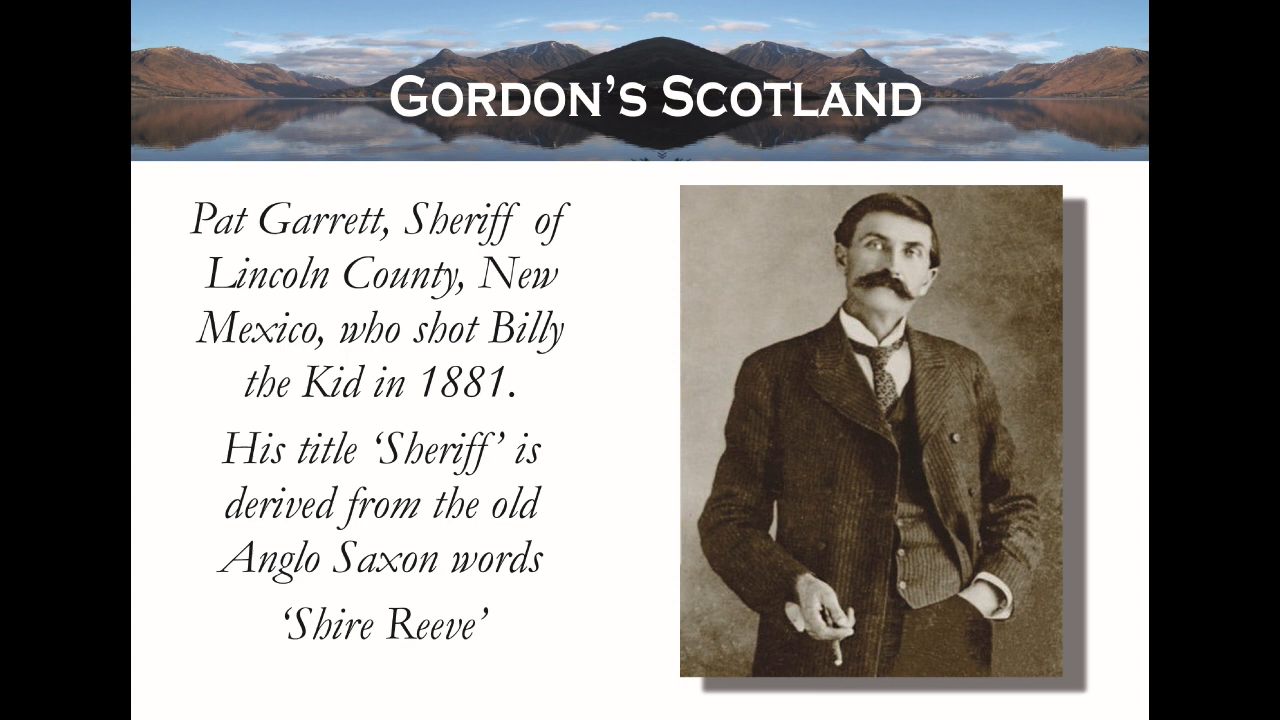 GORDON'S SCOTLAND
Pat Garrett, Sheriff of
Lincoln County, New
Mexico, who shot Billy
the Kid in 1881.
His title ‘Sheriff’ is
derived from the old
Anglo Saxon words
‘Shire Reeve’